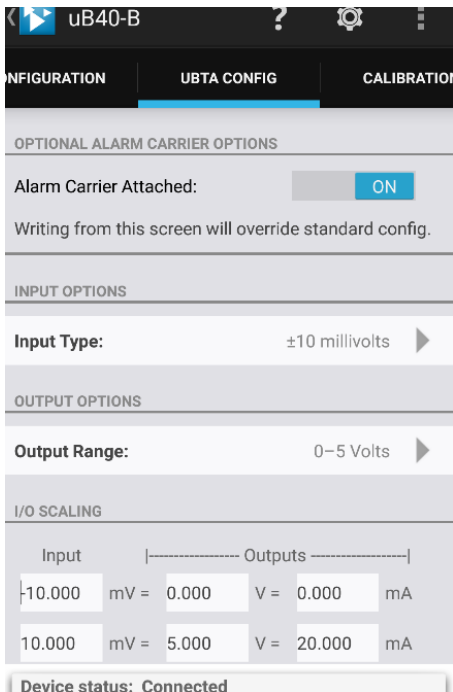 uB40-B ?
ONFIGURATION UBTA CONFIG CALIBRATION
OPTIONAL ALARM CARRIER OPTIONS
Alarm Carrier Attached: ON
Writing from this screen will override standard config.
INPUT OPTIONS
Input Type: ±10 millivolts
OUTPUT OPTIONS
Output Range: 0–5 Volts
I/O SCALING
Input |------------------ Outputs -------------------|
-10.000 mV = 0.000 V = 0.000 mA
10.000 mV = 5.000 V = 20.000 mA
Device status: Connected